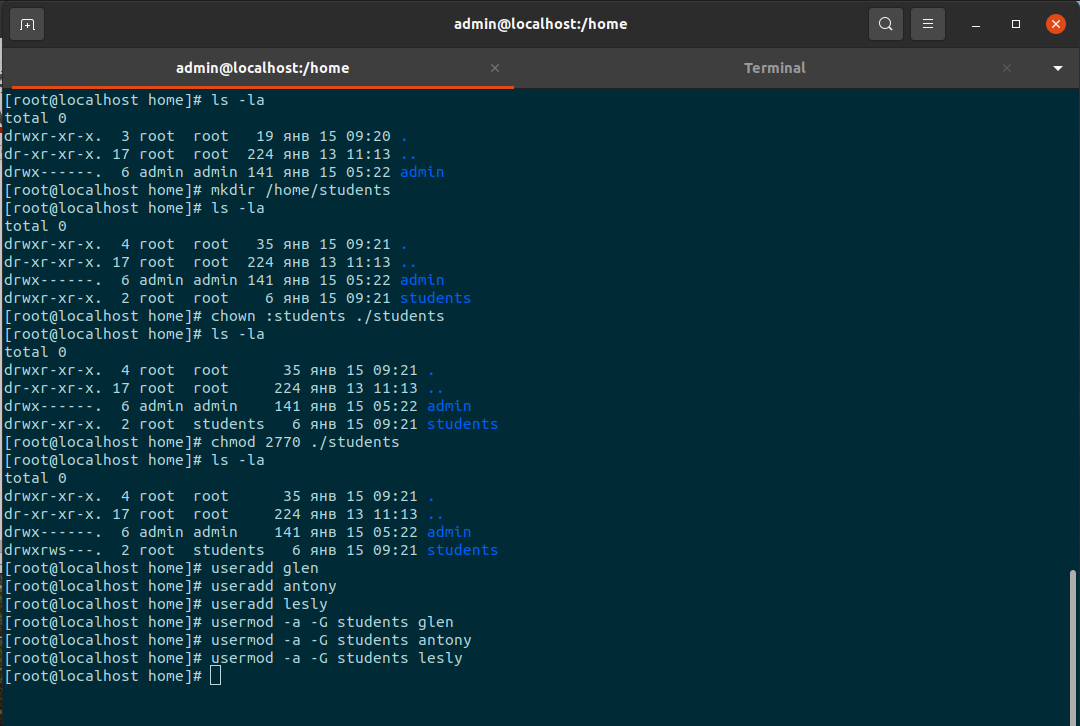 admin@localhost:/home
admin@localhost:/home
Terminal
[root@localhost home]# ls -la
total 0
drwxr-xr-x.  3 root  root   19 янв 15 09:20 .
dr-xr-xr-x. 17 root  root  224 янв 13 11:13 ..
drwx------.  6 admin admin 141 янв 15 05:22 admin
[root@localhost home]# mkdir /home/students
[root@localhost home]# ls -la
total 0
drwxr-xr-x.  4 root  root   35 янв 15 09:21 .
dr-xr-xr-x. 17 root  root  224 янв 13 11:13 ..
drwx------.  6 admin admin 141 янв 15 05:22 admin
drwxr-xr-x.  2 root  root    6 янв 15 09:21 students
[root@localhost home]# chown :students ./students
[root@localhost home]# ls -la
total 0
drwxr-xr-x.  4 root  root      35 янв 15 09:21 .
dr-xr-xr-x. 17 root  root     224 янв 13 11:13 ..
drwx------.  6 admin admin    141 янв 15 05:22 admin
drwxr-xr-x.  2 root  students   6 янв 15 09:21 students
[root@localhost home]# chmod 2770 ./students
[root@localhost home]# ls -la
total 0
drwxr-xr-x.  4 root  root      35 янв 15 09:21 .
dr-xr-xr-x. 17 root  root     224 янв 13 11:13 ..
drwx------.  6 admin admin    141 янв 15 05:22 admin
drwxrws---.  2 root  students   6 янв 15 09:21 students
[root@localhost home]# useradd glen
[root@localhost home]# useradd antony
[root@localhost home]# useradd lesly
[root@localhost home]# usermod -a -G students glen
[root@localhost home]# usermod -a -G students antony
[root@localhost home]# usermod -a -G students lesly
[root@localhost home]#